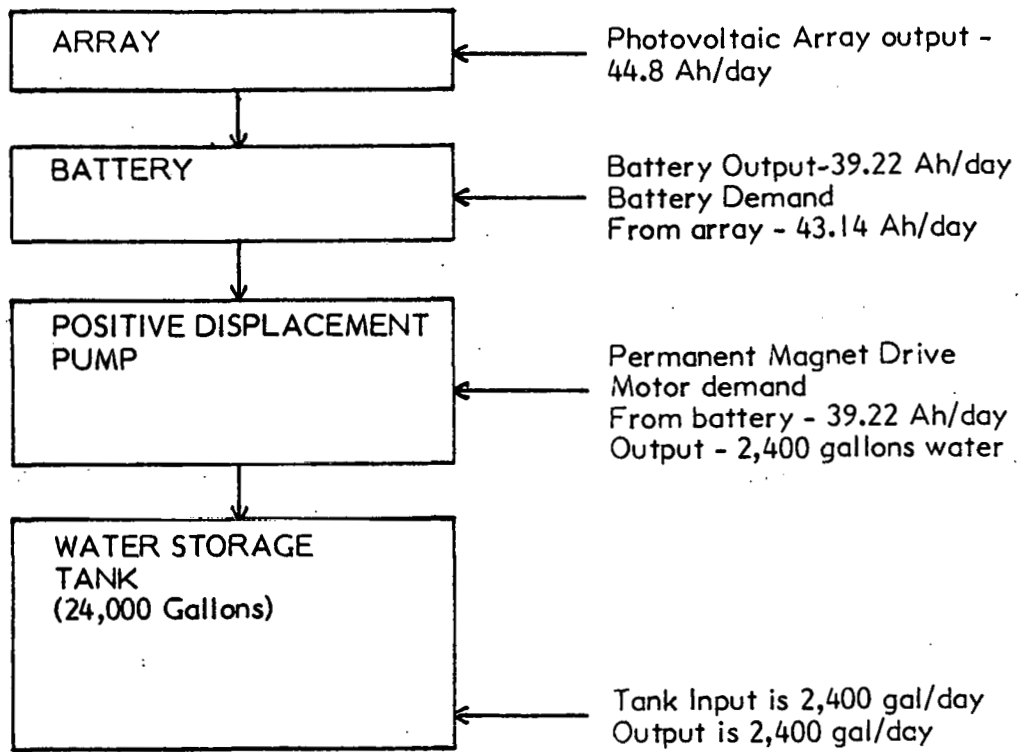 ARRAY
Photovoltaic Array output -
44.8 Ah/day
BATTERY
Battery Output-39.22 Ah/day
Battery Demand
From array - 43.14 Ah/day
POSITIVE DISPLACEMENT
PUMP
Permanent Magnet Drive
Motor demand
From battery - 39.22 Ah/day
Output - 2,400 gallons water
WATER STORAGE
TANK
(24,000 Gallons)
Tank Input is 2,400 gal/day
Output is 2,400 gal/day